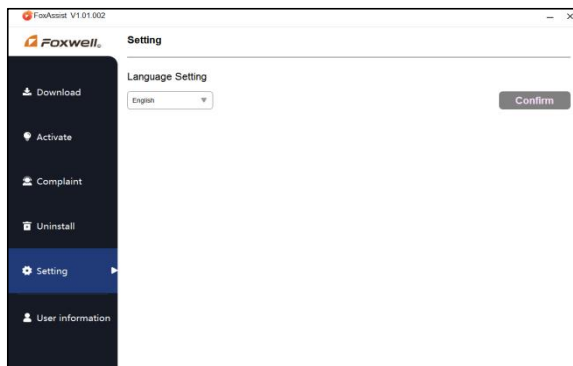 FoxAssist V1.01.002
Foxwell®
Setting
Language Setting
English
Confirm
Download
Activate
Complaint
Uninstall
Setting
User information